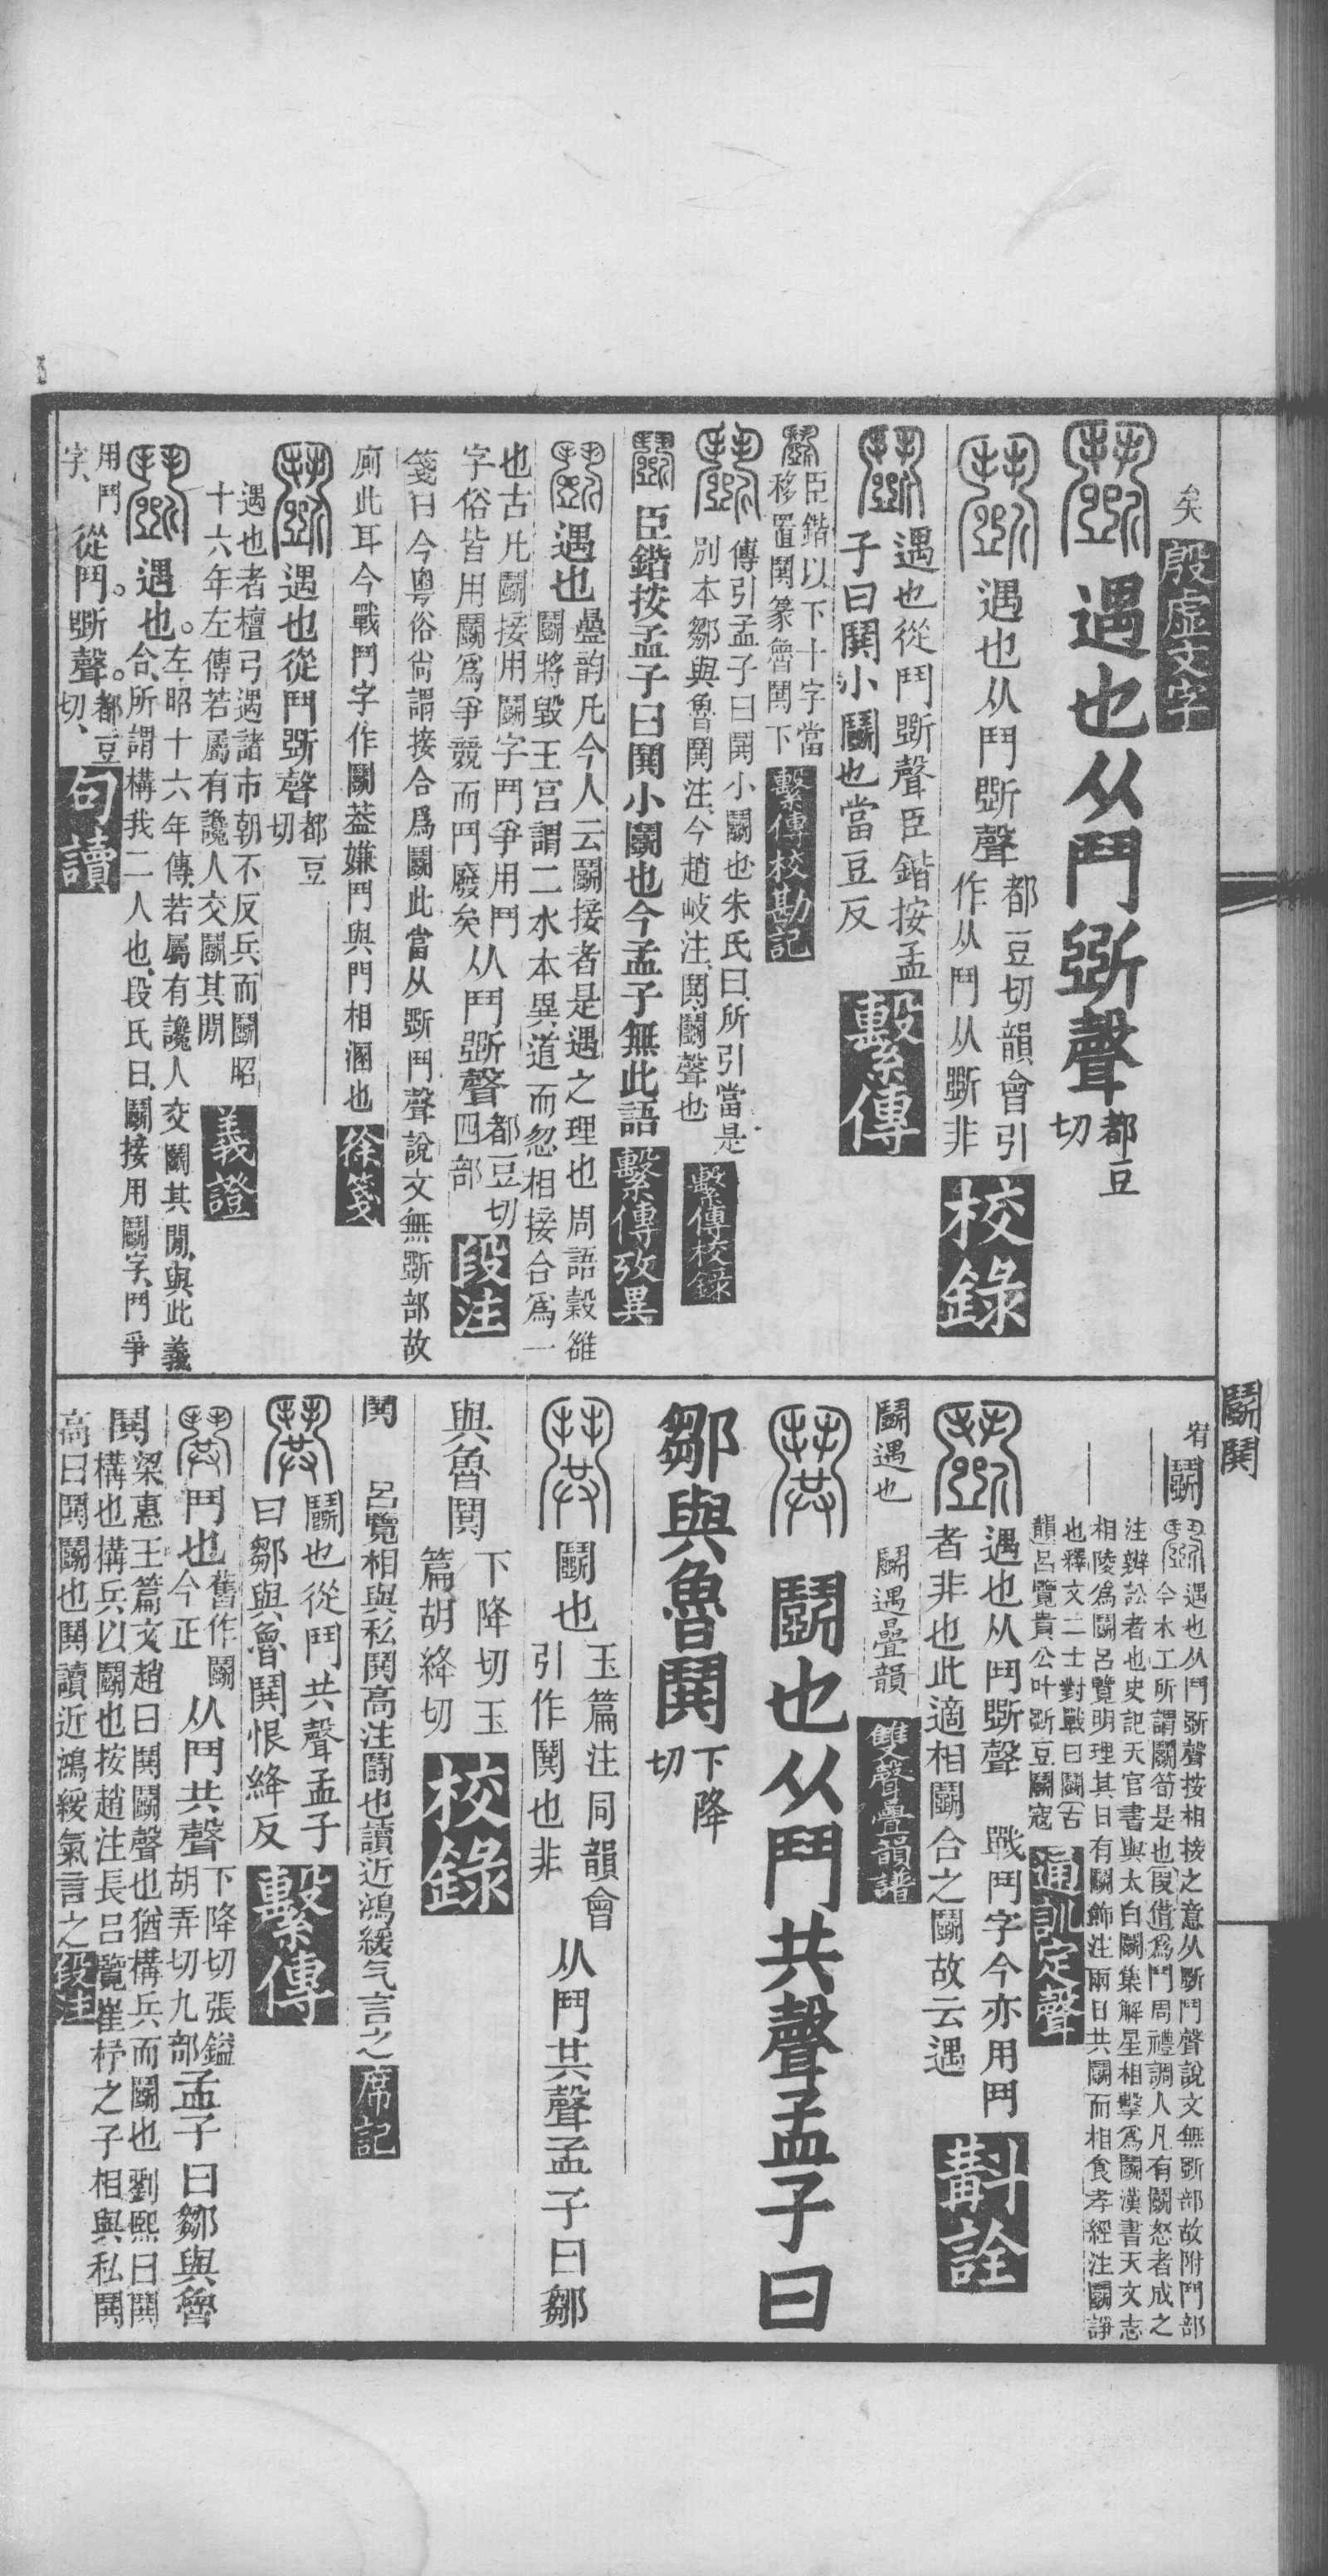 矣 殷虛文字
鬭 遇也从鬥斲聲 都豆切
鬭 遇也从鬥斲聲 都豆切韻會引
作从鬥从斲非 校錄
鬭 遇也從鬥斲聲臣鍇按孟
子曰鬨小鬭也當豆反 繫傳
鬭 臣鍇以下十字當
移置鬨篆魯鬨下 繫傳校勘記
鬭 傳引孟子曰鬨小鬭也朱氏曰所引當是
別本鄒與魯鬨注今趙岐注鬨鬭聲也 繫傳校錄
鬭 臣鍇按孟子曰鬨小鬭也今孟子無此語 繫傳攷異
鬭 遇也 疊韵凡今人云鬭接者是遇之理也周語穀雒
鬭將毀王宮謂二水本異道而忽相接合爲一
也古凡鬭接用鬭字鬥爭用鬥
字俗皆用鬭爲爭競而鬥廢矣 从鬥斲聲 都豆切
四部 段注
箋曰今粵俗尚謂接合爲鬭此當从斲鬥聲說文無斲部故
廁此耳今戰鬥字作鬭葢嫌鬥與門相溷也 徐箋
鬭 遇也從鬥斲聲 都豆切
遇也者檀弓遇諸市朝不反兵而鬭昭
十六年左傳若屬有讒人交鬭其閒 義證
鬭 遇也。左昭十六年傳若屬有讒人交鬭其閒、與此義
合、所謂構我二人也、段氏曰、鬭接用鬭字、鬥爭
用鬥
字、 從鬥。斲聲。都豆
切、 句讀
鬭鬨
宥 鬭 鬭 遇也从鬥斲聲按相接之意从斲鬥聲說文無斲部故附鬥部
今木工所謂鬭筍是也叚借爲鬥周禮調人凡有鬭怒者成之
注辨訟者也史記天官書與太白鬭集解星相擊爲鬭漢書天文志
相陵爲鬭呂覽明理其日有鬭飾注兩日共鬭而相食孝經注鬭諍
也釋文二士對戰曰鬭古
韻呂覽貴公叶斲豆鬭寇 通訓定聲
鬭 遇也从鬥斲聲 戰鬥字今亦用鬥
者非也此適相鬭合之鬭故云遇 斠詮
鬭遇也 鬭遇疊韻 雙聲疊韻譜
鬨 鬭也从鬥共聲孟子曰
鄒與魯鬨 下降切
鬨 鬭也 玉篇注同韻會
引作鬨也非 从鬥共聲孟子曰鄒
與魯鬨 下降切玉
篇胡絳切 校錄
鬨 呂覽相與私鬨高注鬭也讀近鴻緩气言之 席記
鬨 鬭也從鬥共聲孟子
曰鄒與魯鬨恨絳反 繫傳
鬨 鬥也 舊作鬭
今正 从鬥共聲 下降切張鎰
胡弄切九部 孟子曰鄒與魯
鬨 梁惠王篇文趙曰鬨鬭聲也猶構兵而鬭也劉熙曰鬨
構也構兵以鬭也按趙注長呂覽崔杼之子相與私鬨
高曰鬨鬭也鬨讀近鴻緩氣言之 段注